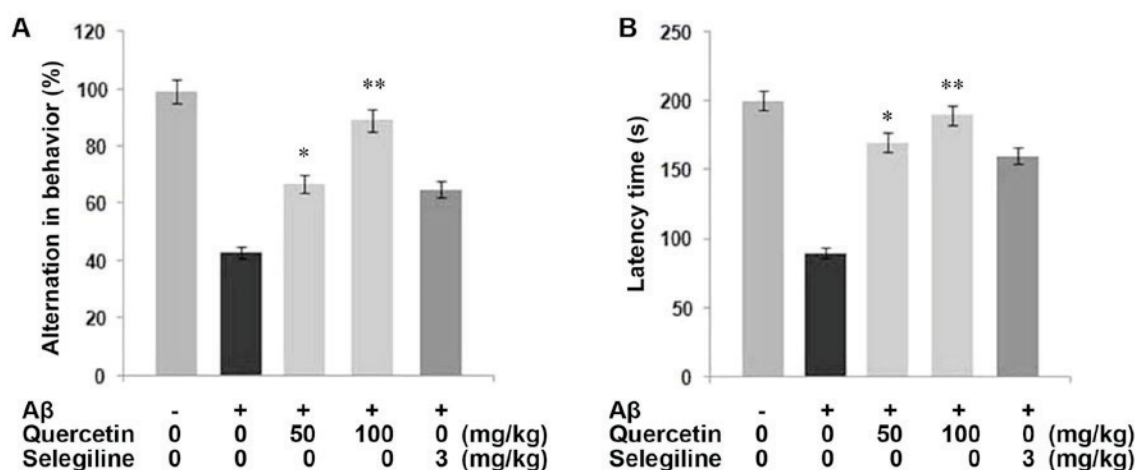 A
Alternation in behavior (%)
120
100
80
60
40
20
0
*
**
Aβ - + + + +
Quercetin 0 0 50 100 0 (mg/kg)
Selegiline 0 0 0 0 3 (mg/kg)
B
Latency time (s)
250
200
150
100
50
0
*
**
Aβ - + + + +
Quercetin 0 0 50 100 0 (mg/kg)
Selegiline 0 0 0 0 3 (mg/kg)